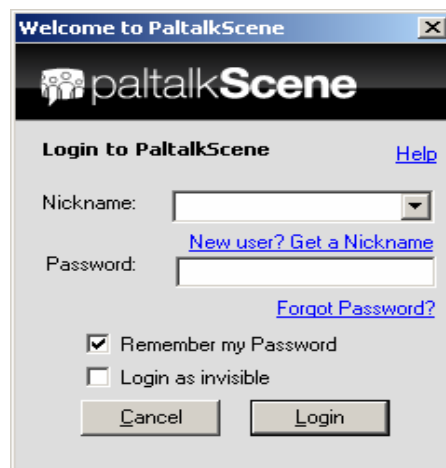 Welcome to PaltalkScene
paltalkScene
Login to PaltalkScene Help
Nickname:
New user? Get a Nickname
Password:
Forgot Password?
Remember my Password
Login as invisible
Cancel Login